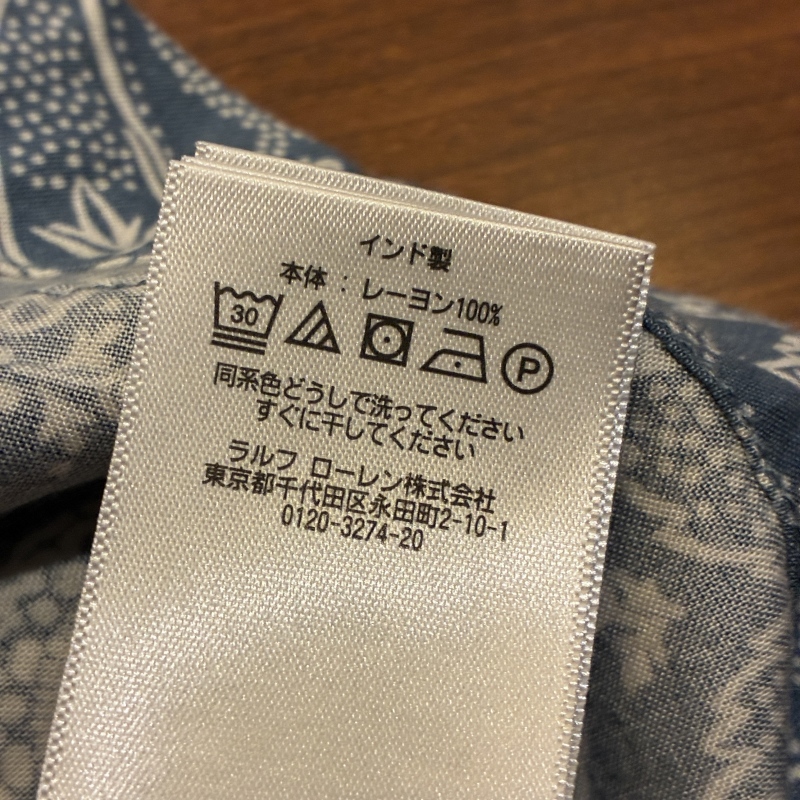 インド製
本体 : レーヨン100%
30 P
同系色どうしで洗ってください
すぐに干してください
ラルフ ローレン株式会社
東京都千代田区永田町2-10-1
0120-3274-20